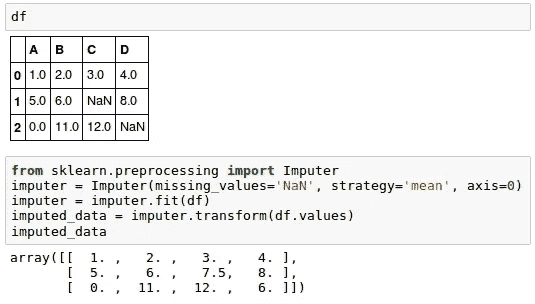 df
A B C D
0 1.0 2.0 3.0 4.0
1 5.0 6.0 NaN 8.0
2 0.0 11.0 12.0 NaN
from sklearn.preprocessing import Imputer
imputer = Imputer(missing_values='NaN', strategy='mean', axis=0)
imputer = imputer.fit(df)
imputed_data = imputer.transform(df.values)
imputed_data
array([[  1. ,   2. ,   3. ,   4. ],
       [  5. ,   6. ,   7.5,   8. ],
       [  0. ,  11. ,  12. ,   6. ]])